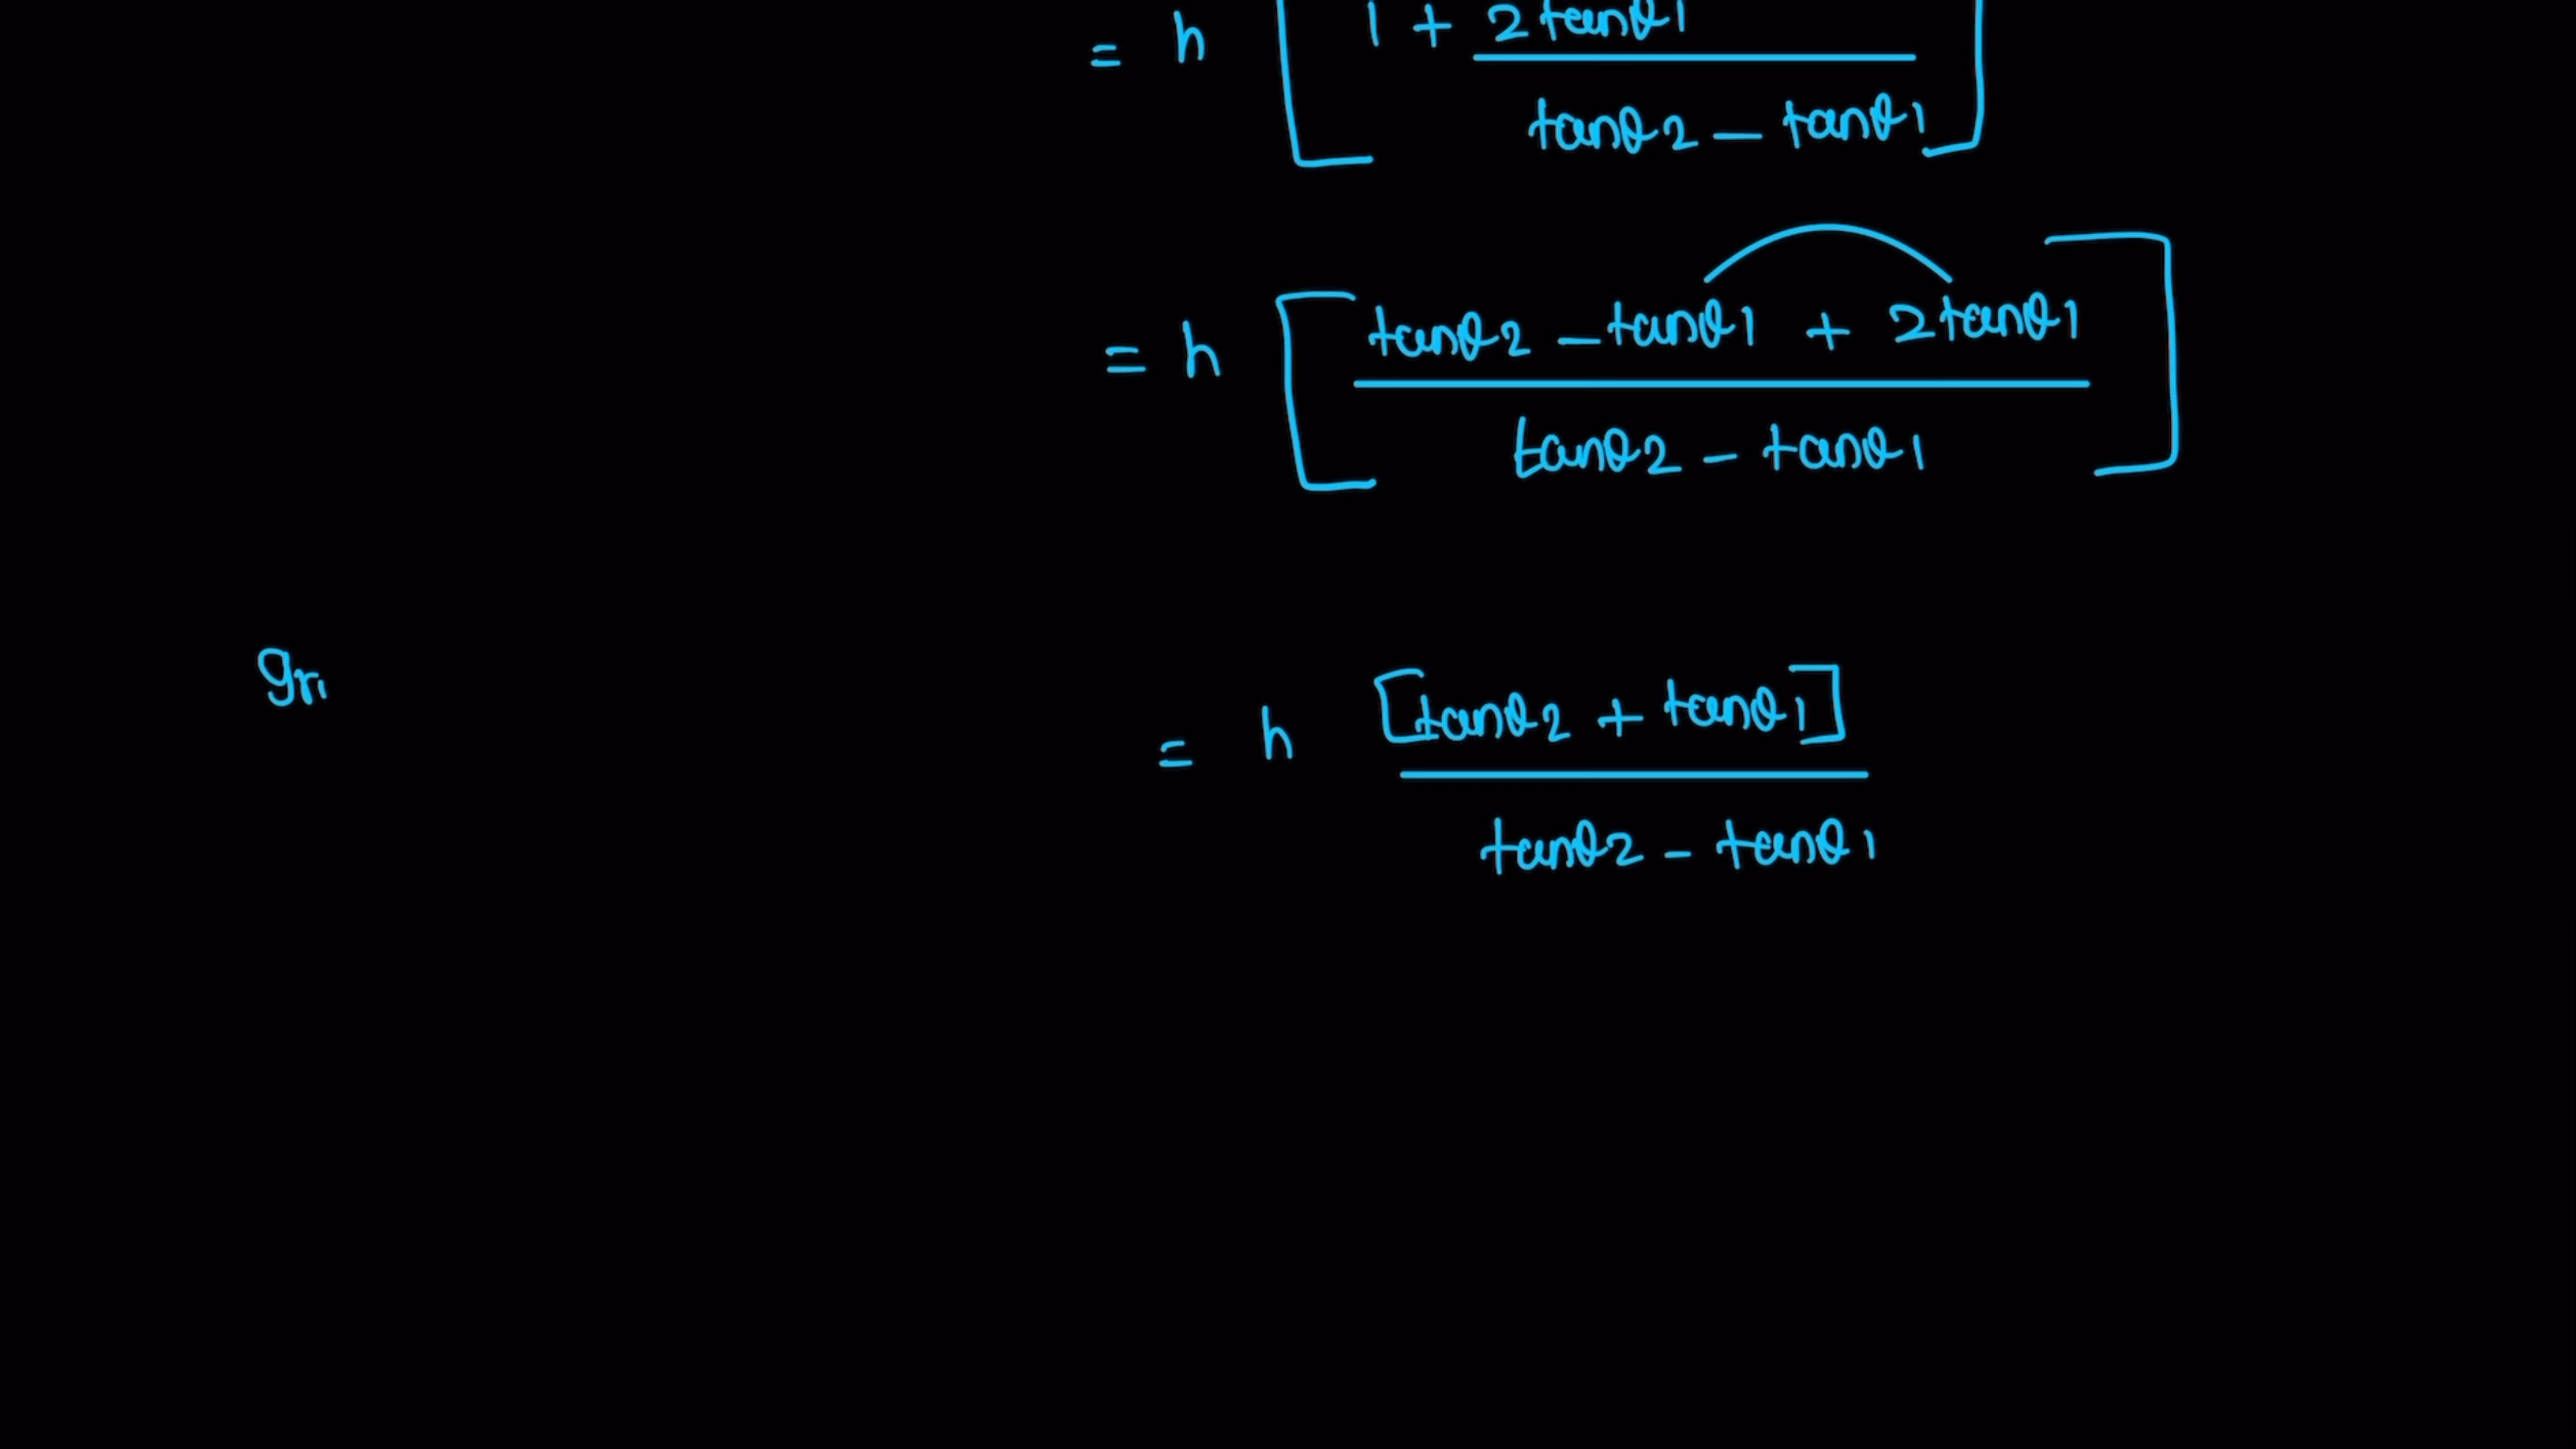 = h [ 1 + 2tanθ1
tanθ2 - tanθ1 ]
= h [ tanθ2 - tanθ1 + 2tanθ1
tanθ2 - tanθ1 ]
= h [tanθ2 + tanθ1]
tanθ2 - tanθ1